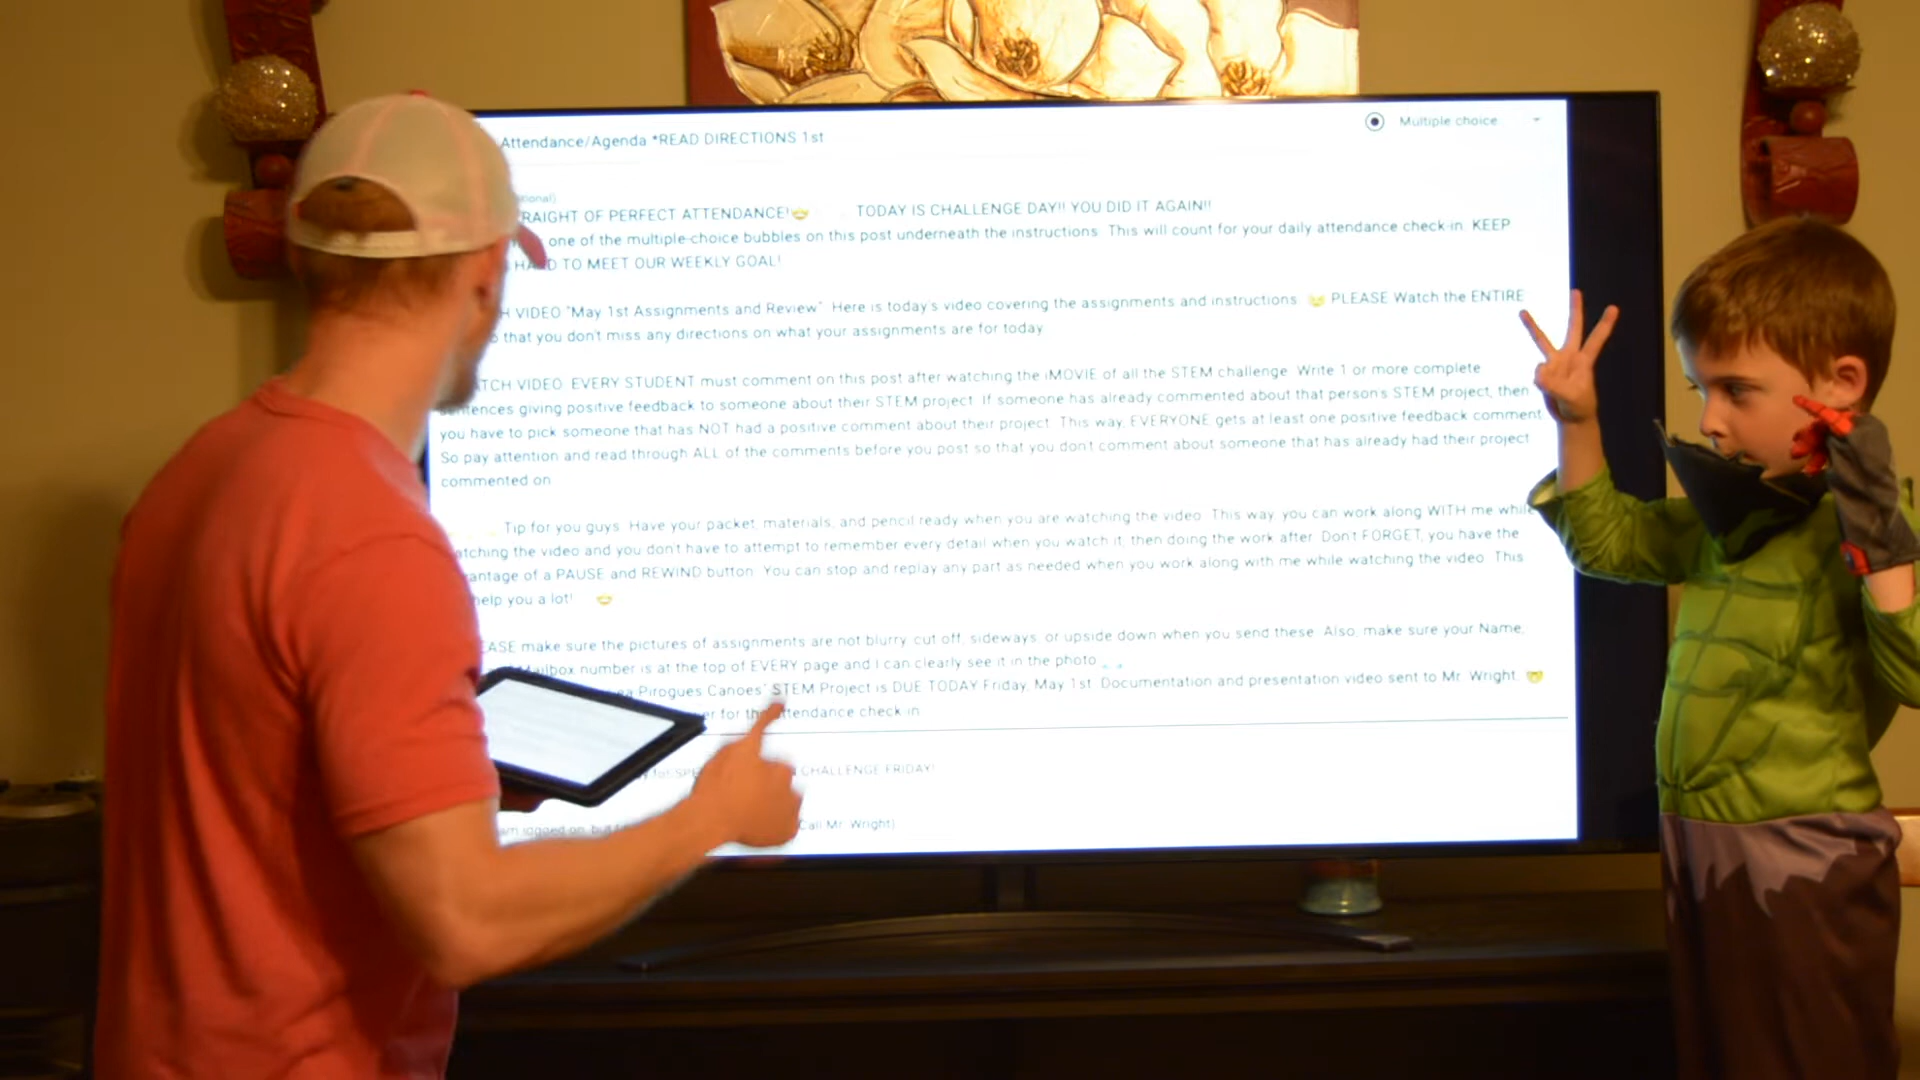 Attendance/Agenda *READ DIRECTIONS 1st
Multiple choice
RAIGHT OF PERFECT ATTENDANCE! TODAY IS CHALLENGE DAY!! YOU DID IT AGAIN!!
one of the multiple-choice bubbles on this post underneath the instructions. This will count for your daily attendance check-in. KEEP
HARD TO MEET OUR WEEKLY GOAL!
H VIDEO "May 1st Assignments and Review". Here is today's video covering the assignments and instructions. PLEASE Watch the ENTIRE
that you don't miss any directions on what your assignments are for today.
TCH VIDEO: EVERY STUDENT must comment on this post after watching the iMOVIE of all the STEM challenge. Write 1 or more complete
sentences giving positive feedback to someone about their STEM project. If someone has already commented about that person's STEM project, then
you have to pick someone that has NOT had a positive comment about their project. This way, EVERYONE gets at least one positive feedback comment.
So pay attention and read through ALL of the comments before you post so that you don't comment about someone that has already had their project
commented on.
Tip for you guys: Have your packet, materials, and pencil ready when you are watching the video. This way, you can work along WITH me while
atching the video and you don't have to attempt to remember every detail when you watch it, then doing the work after. Don't FORGET, you have the
antage of a PAUSE and REWIND button. You can stop and replay any part as needed when you work along with me while watching the video. This
help you a lot!
EASE make sure the pictures of assignments are not blurry, cut off, sideways, or upside down when you send these. Also, make sure your Name,
Mailbox number is at the top of EVERY page and I can clearly see it in the photo.
Pirogues Canoes" STEM Project is DUE TODAY Friday, May 1st. Documentation and presentation video sent to Mr. Wright.
er for the attendance check in.
CHALLENGE FRIDAY!
am logged on, but
Call Mr. Wright)